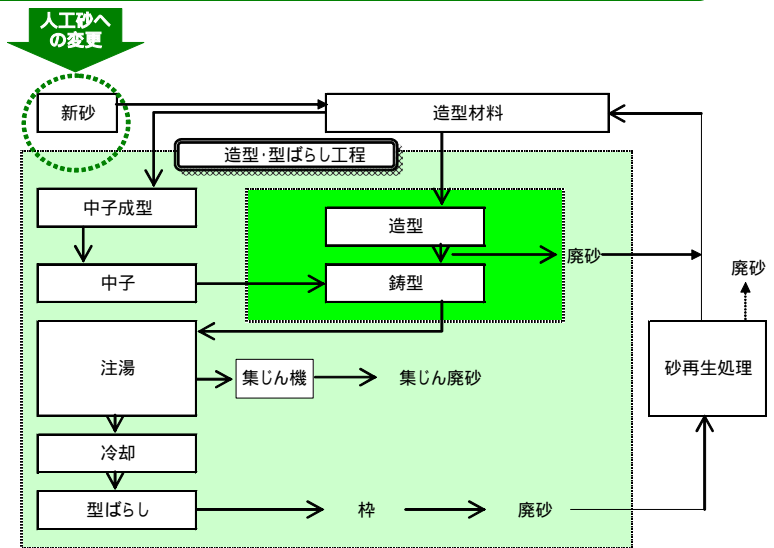 人工砂へ
の変更
新砂
造型材料
造型・型ばらし工程
中子成型
造型
廃砂
廃砂
中子
鋳型
注湯
集じん機
集じん廃砂
砂再生処理
冷却
型ばらし
枠
廃砂